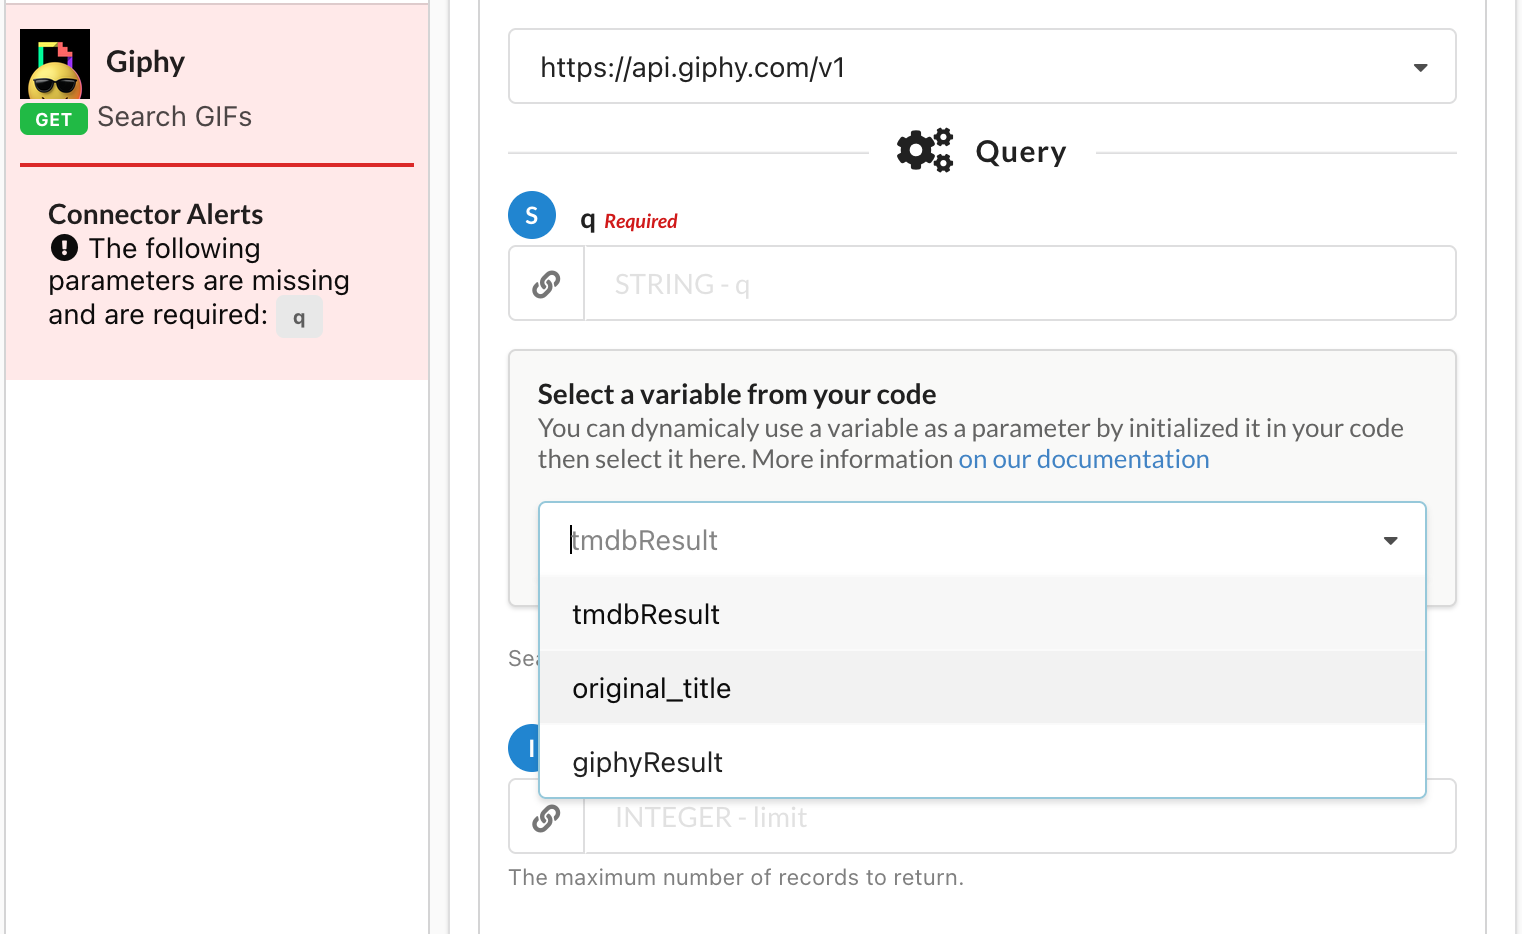 Giphy
GET Search GIFs
Connector Alerts
The following
parameters are missing
and are required: q
https://api.giphy.com/v1
Query
S q Required
STRING - q
Select a variable from your code
You can dynamicaly use a variable as a parameter by initialized it in your code
then select it here. More information on our documentation
tmdbResult
tmdbResult
original_title
giphyResult
I
INTEGER - limit
The maximum number of records to return.